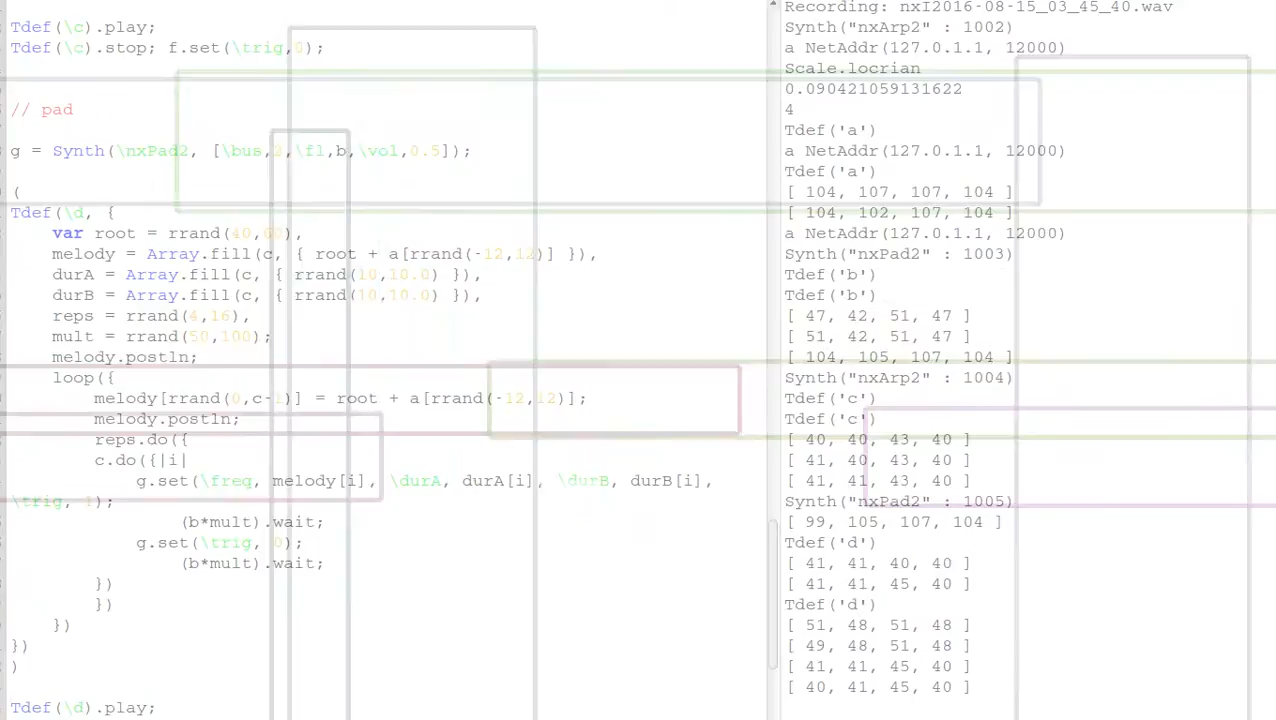 Tdef(\c).play;
Tdef(\c).stop; f.set(\trig,0);
// pad
g = Synth(\nxPad2, [\bus,2,\fl,b,\vol,0.5]);
(
Tdef(\d, {
var root = rrand(40,60),
melody = Array.fill(c, { root + a[rrand(-12,12)] }),
durA = Array.fill(c, { rrand(10,10.0) }),
durB = Array.fill(c, { rrand(10,10.0) }),
reps = rrand(4,16),
mult = rrand(50,100);
melody.postln;
loop({
melody[rrand(0,c-1)] = root + a[rrand(-12,12)];
melody.postln;
reps.do({
c.do({|i|
g.set(\freq, melody[i], \durA, durA[i], \durB, durB[i],
\trig, 1);
(b*mult).wait;
g.set(\trig, 0);
(b*mult).wait;
})
})
})
})
)
Tdef(\d).play;
Recording: nxI2016-08-15_03_45_40.wav
Synth("nxArp2" : 1002)
a NetAddr(127.0.1.1, 12000)
Scale.locrian
0.090421059131622
4
Tdef('a')
a NetAddr(127.0.1.1, 12000)
Tdef('a')
[ 104, 107, 107, 104 ]
[ 104, 102, 107, 104 ]
a NetAddr(127.0.1.1, 12000)
Synth("nxPad2" : 1003)
Tdef('b')
Tdef('b')
[ 47, 42, 51, 47 ]
[ 51, 42, 51, 47 ]
[ 104, 105, 107, 104 ]
Synth("nxArp2" : 1004)
Tdef('c')
Tdef('c')
[ 40, 40, 43, 40 ]
[ 41, 40, 43, 40 ]
[ 41, 41, 43, 40 ]
Synth("nxPad2" : 1005)
[ 99, 105, 107, 104 ]
Tdef('d')
[ 41, 41, 40, 40 ]
[ 41, 41, 45, 40 ]
Tdef('d')
[ 51, 48, 51, 48 ]
[ 49, 48, 51, 48 ]
[ 41, 41, 45, 40 ]
[ 40, 41, 45, 40 ]